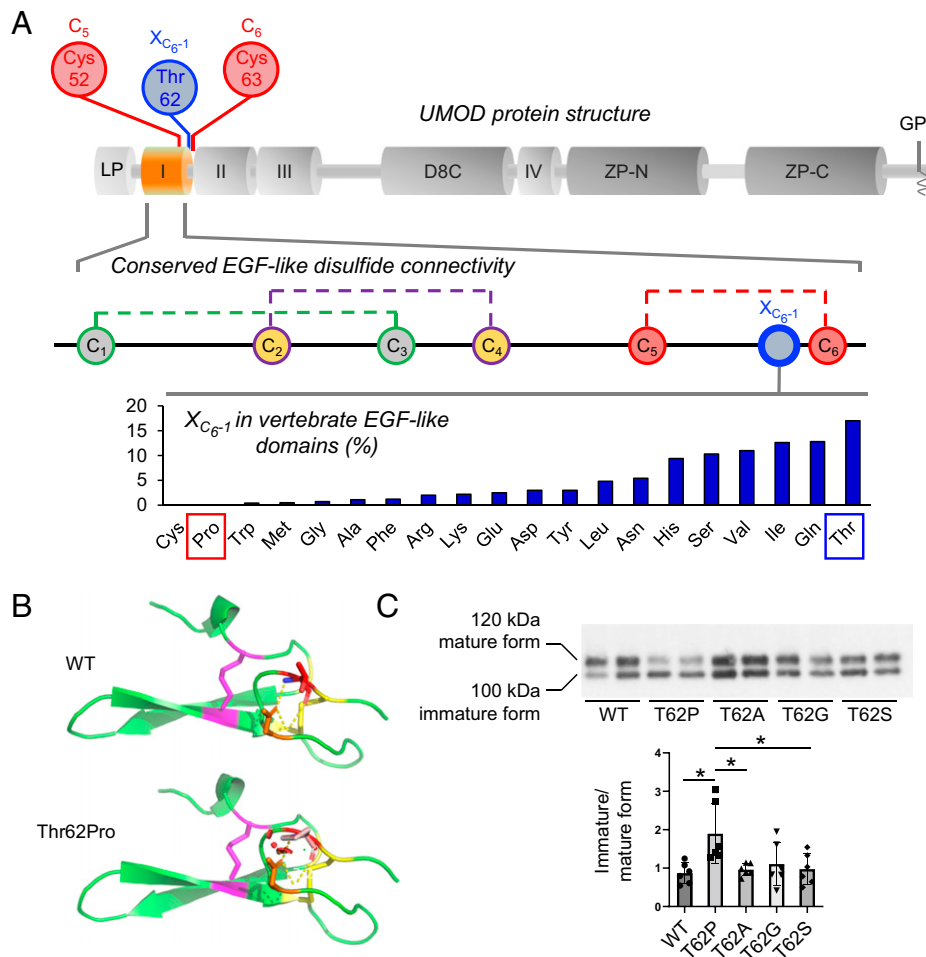 A
C5
XC6-1
C6
Cys
52
Thr
62
Cys
63
UMOD protein structure
GP
LP
I
II
III
D8C
IV
ZP-N
ZP-C
Conserved EGF-like disulfide connectivity
XC6-1
C1
C2
C3
C4
C5
C6
XC6-1 in vertebrate EGF-like
domains (%)
20
15
10
5
0
Cys
Pro
Trp
Met
Gly
Ala
Phe
Arg
Lys
Glu
Asp
Tyr
Leu
Asn
His
Ser
Val
Ile
Gln
Thr
B
WT
Thr62Pro
C
120 kDa
mature form
100 kDa
immature form
WT
T62P
T62A
T62G
T62S
Immature/
mature form
4
3
2
1
0
*
*
*
WT
T62P
T62A
T62G
T62S